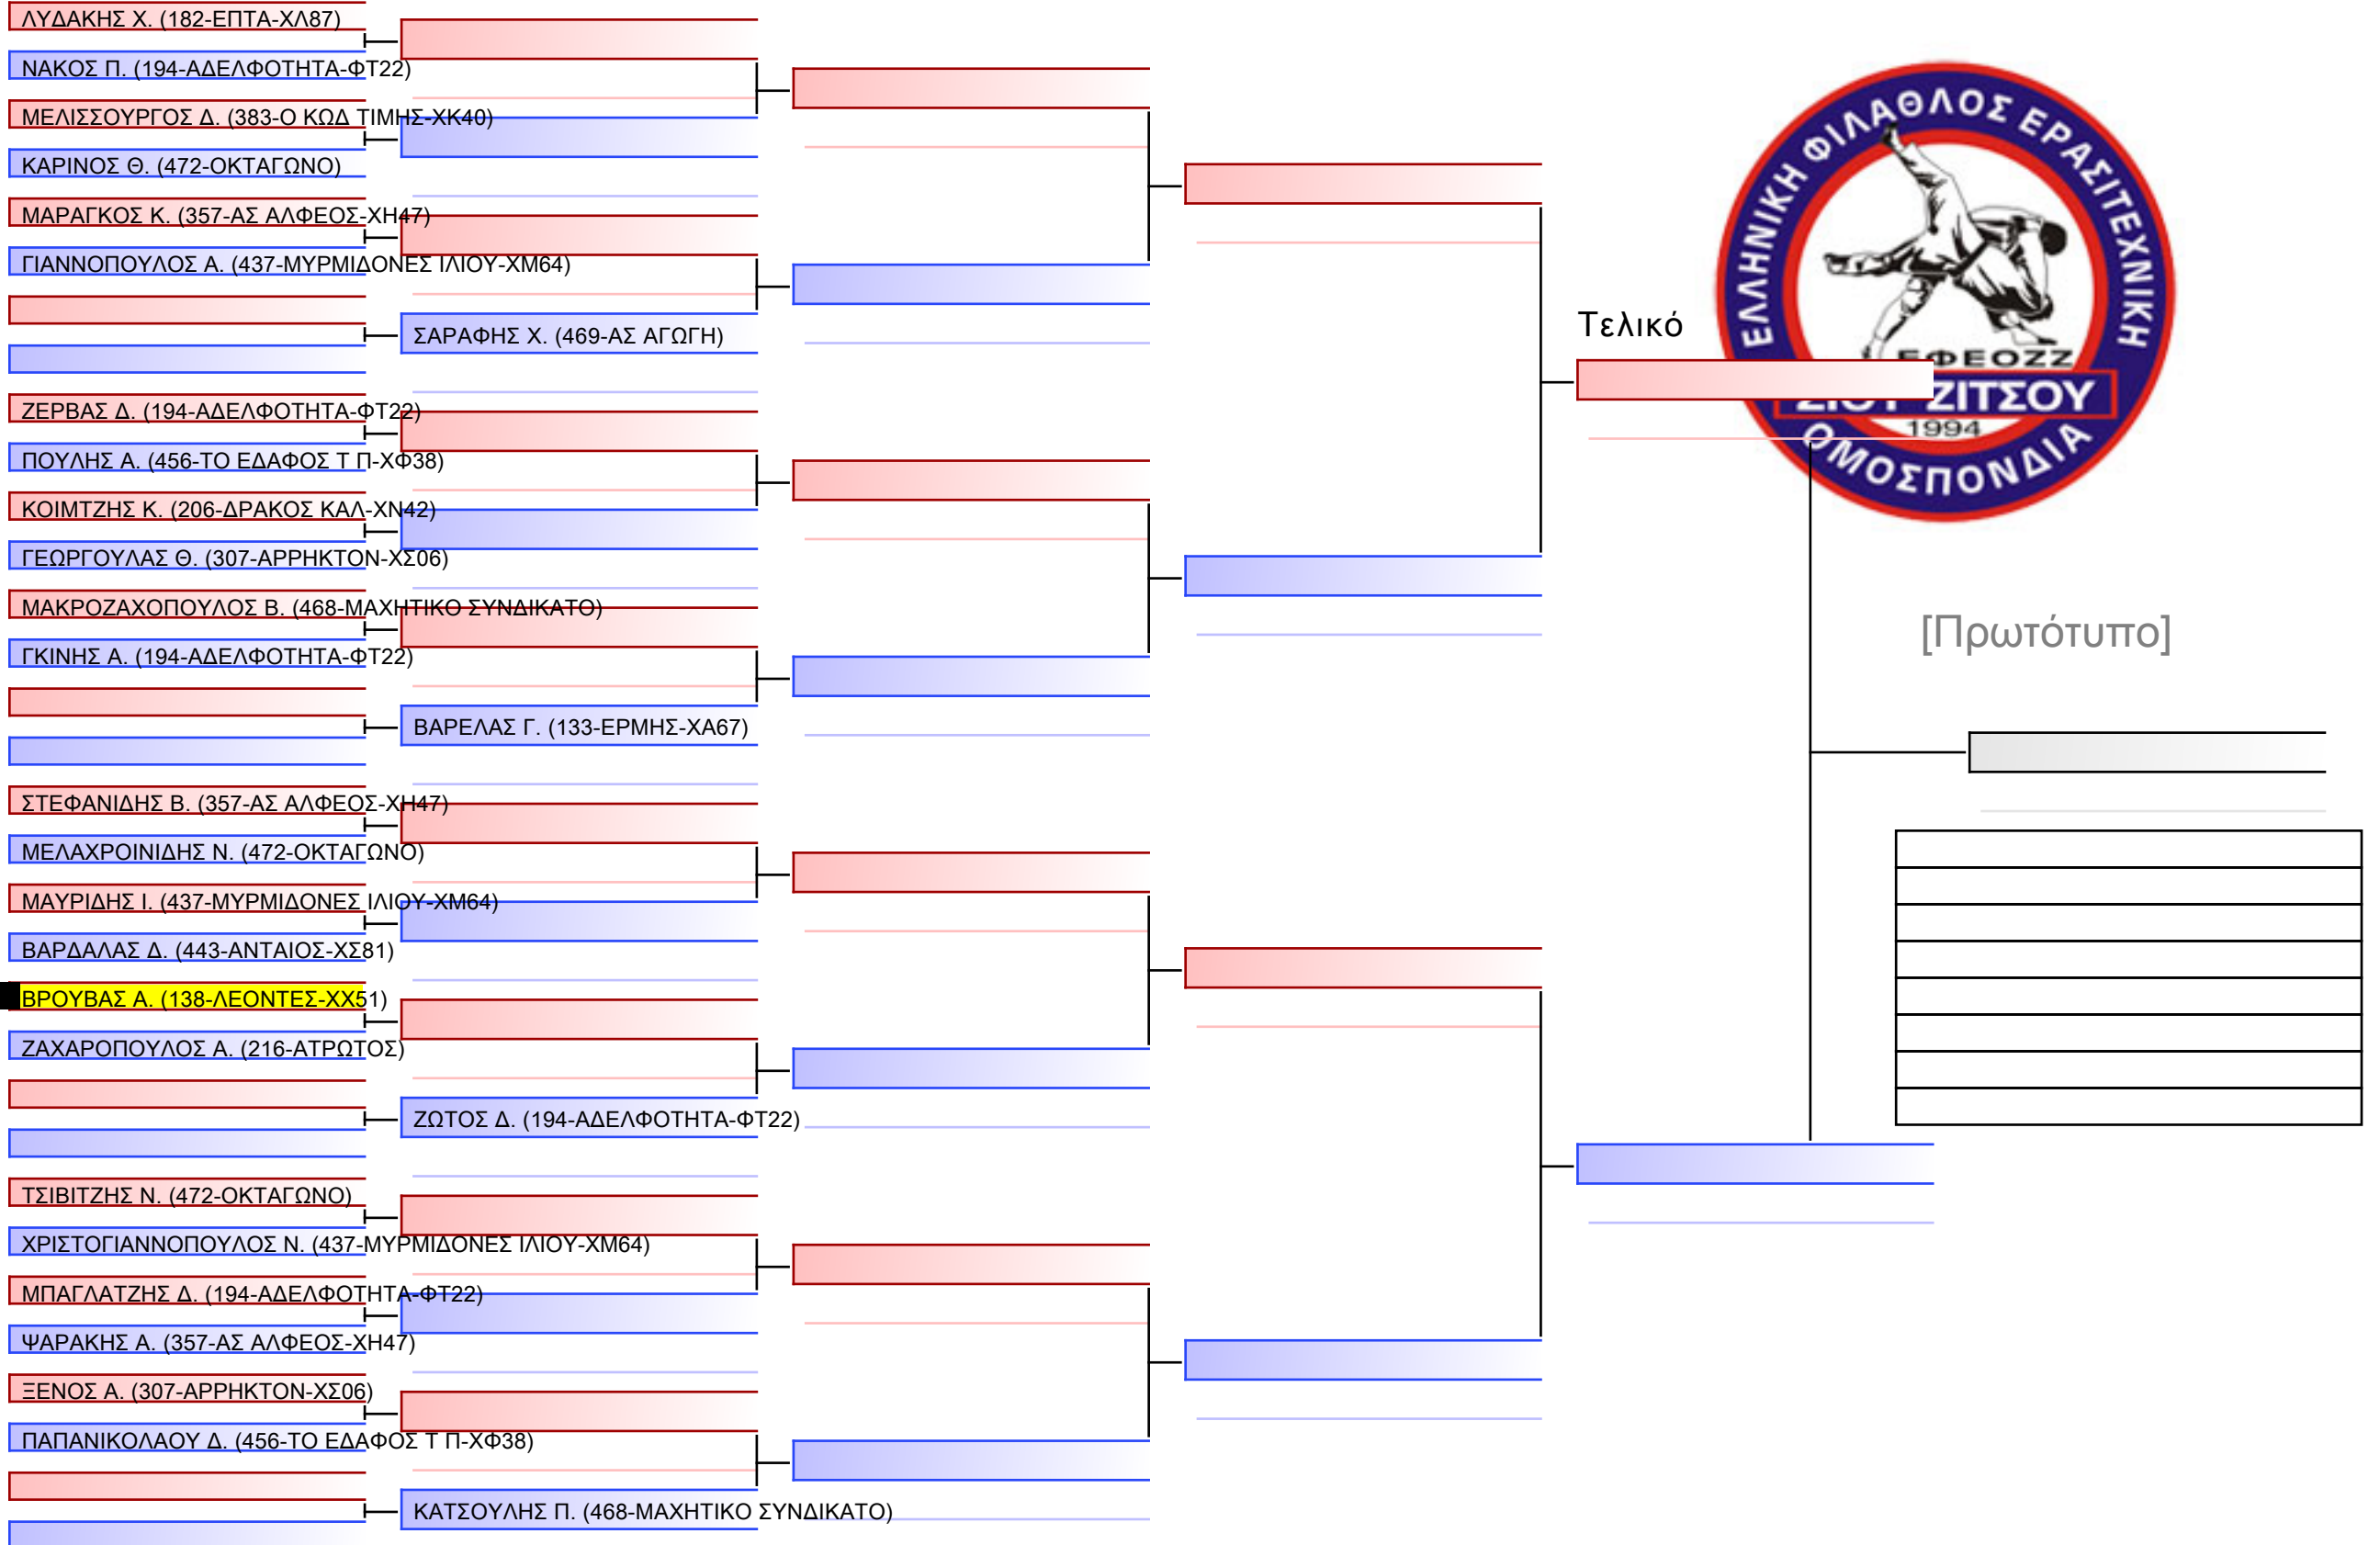 ΛΥΔΑΚΗΣ Χ. (182-ΕΠΤΑ-ΧΛ87)
ΝΑΚΟΣ Π. (194-ΑΔΕΛΦΟΤΗΤΑ-ΦΤ22)
ΜΕΛΙΣΣΟΥΡΓΟΣ Δ. (383-Ο ΚΩΔ ΤΙΜΗΣ-ΧΚ40)
ΚΑΡΙΝΟΣ Θ. (472-ΟΚΤΑΓΩΝΟ)
ΜΑΡΑΓΚΟΣ Κ. (357-ΑΣ ΑΛΦΕΟΣ-ΧΗ47)
ΓΙΑΝΝΟΠΟΥΛΟΣ Α. (437-ΜΥΡΜΙΔΟΝΕΣ ΙΛΙΟΥ-ΧΜ64)
ΣΑΡΑΦΗΣ Χ. (469-ΑΣ ΑΓΩΓΗ)
ΖΕΡΒΑΣ Δ. (194-ΑΔΕΛΦΟΤΗΤΑ-ΦΤ22)
ΠΟΥΛΗΣ Α. (456-ΤΟ ΕΔΑΦΟΣ Τ Π-ΧΦ38)
ΚΟΙΜΤΖΗΣ Κ. (206-ΔΡΑΚΟΣ ΚΑΛ-ΧΝ42)
ΓΕΩΡΓΟΥΛΑΣ Θ. (307-ΑΡΡΗΚΤΟΝ-ΧΣ06)
ΜΑΚΡΟΖΑΧΟΠΟΥΛΟΣ Β. (468-ΜΑΧΗΤΙΚΟ ΣΥΝΔΙΚΑΤΟ)
ΓΚΙΝΗΣ Α. (194-ΑΔΕΛΦΟΤΗΤΑ-ΦΤ22)
ΒΑΡΕΛΑΣ Γ. (133-ΕΡΜΗΣ-ΧΑ67)
ΣΤΕΦΑΝΙΔΗΣ Β. (357-ΑΣ ΑΛΦΕΟΣ-ΧΗ47)
ΜΕΛΑΧΡΟΙΝΙΔΗΣ Ν. (472-ΟΚΤΑΓΩΝΟ)
ΜΑΥΡΙΔΗΣ Ι. (437-ΜΥΡΜΙΔΟΝΕΣ ΙΛΙΟΥ-ΧΜ64)
ΒΑΡΔΑΛΑΣ Δ. (443-ΑΝΤΑΙΟΣ-ΧΣ81)
ΒΡΟΥΒΑΣ Α. (138-ΛΕΟΝΤΕΣ-ΧΧ51)
ΖΑΧΑΡΟΠΟΥΛΟΣ Α. (216-ΑΤΡΩΤΟΣ)
ΖΩΤΟΣ Δ. (194-ΑΔΕΛΦΟΤΗΤΑ-ΦΤ22)
ΤΣΙΒΙΤΖΗΣ Ν. (472-ΟΚΤΑΓΩΝΟ)
ΧΡΙΣΤΟΓΙΑΝΝΟΠΟΥΛΟΣ Ν. (437-ΜΥΡΜΙΔΟΝΕΣ ΙΛΙΟΥ-ΧΜ64)
ΜΠΑΓΛΑΤΖΗΣ Δ. (194-ΑΔΕΛΦΟΤΗΤΑ-ΦΤ22)
ΨΑΡΑΚΗΣ Α. (357-ΑΣ ΑΛΦΕΟΣ-ΧΗ47)
ΞΕΝΟΣ Α. (307-ΑΡΡΗΚΤΟΝ-ΧΣ06)
ΠΑΠΑΝΙΚΟΛΑΟΥ Δ. (456-ΤΟ ΕΔΑΦΟΣ Τ Π-ΧΦ38)
ΚΑΤΣΟΥΛΗΣ Π. (468-ΜΑΧΗΤΙΚΟ ΣΥΝΔΙΚΑΤΟ)
Τελικό
ΕΛΛΗΝΙΚΗ ΦΙΛΑΘΛΟΣ ΕΡΑΣΙΤΕΧΝΙΚΗ
ΕΦΕΟΖΖ
ΖΙΤΣΟΥ
1994
ΟΜΟΣΠΟΝΔΙΑ
[Πρωτότυπο]